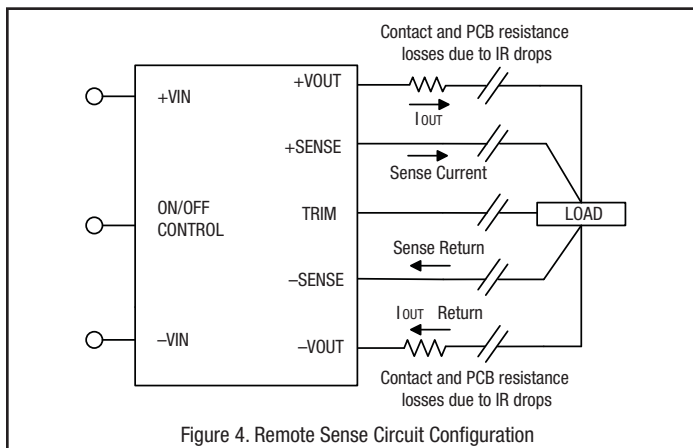 Contact and PCB resistance
losses due to IR drops
+VOUT
+VIN
IOUT
+SENSE
Sense Current
ON/OFF
CONTROL
TRIM
LOAD
Sense Return
–SENSE
IOUT Return
–VIN
–VOUT
Contact and PCB resistance
losses due to IR drops
Figure 4. Remote Sense Circuit Configuration